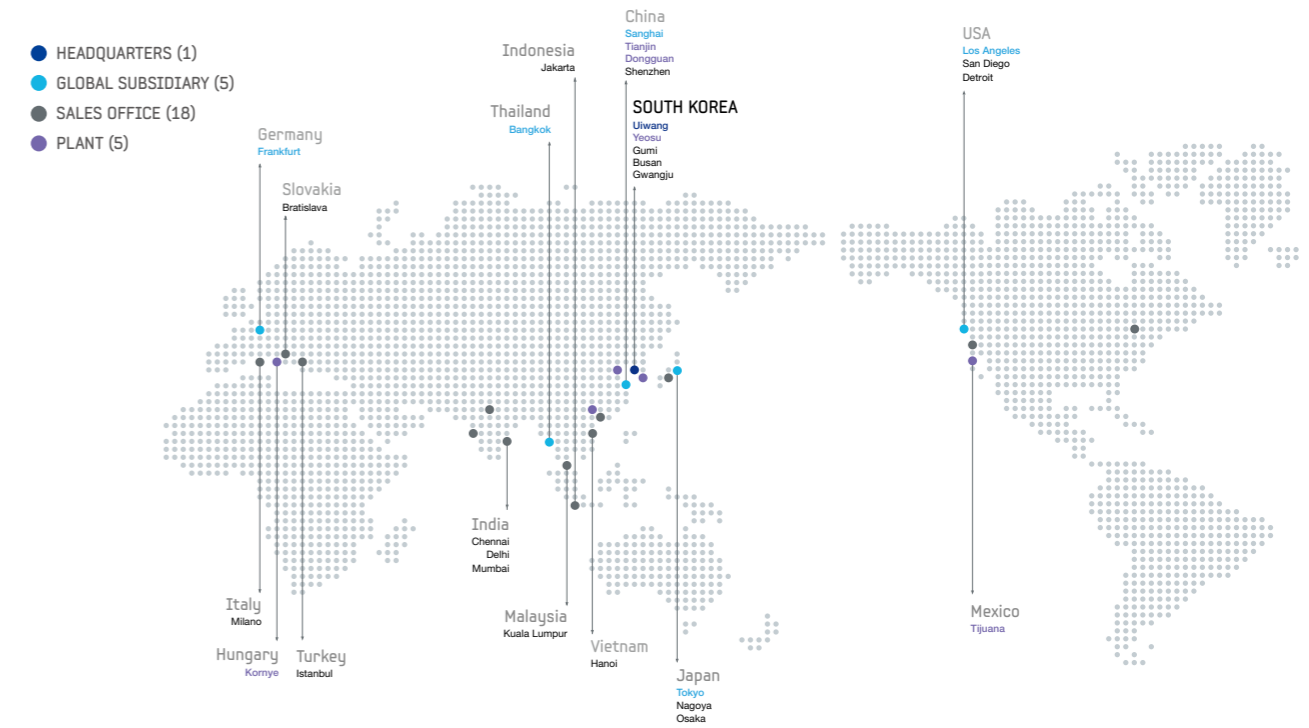 HEADQUARTERS (1)
GLOBAL SUBSIDIARY (5)
SALES OFFICE (18)
PLANT (5)
Germany
Frankfurt
Slovakia
Bratislava
Indonesia
Jakarta
Thailand
Bangkok
China
Sanghai
Tianjin
Dongguan
Shenzhen
SOUTH KOREA
Uiwang
Yeosu
Gumi
Busan
Gwangju
USA
Los Angeles
San Diego
Detroit
Italy
Milano
Hungary
Kornye
Turkey
Istanbul
India
Chennai
Delhi
Mumbai
Malaysia
Kuala Lumpur
Vietnam
Hanoi
Japan
Tokyo
Nagoya
Osaka
Mexico
Tijuana